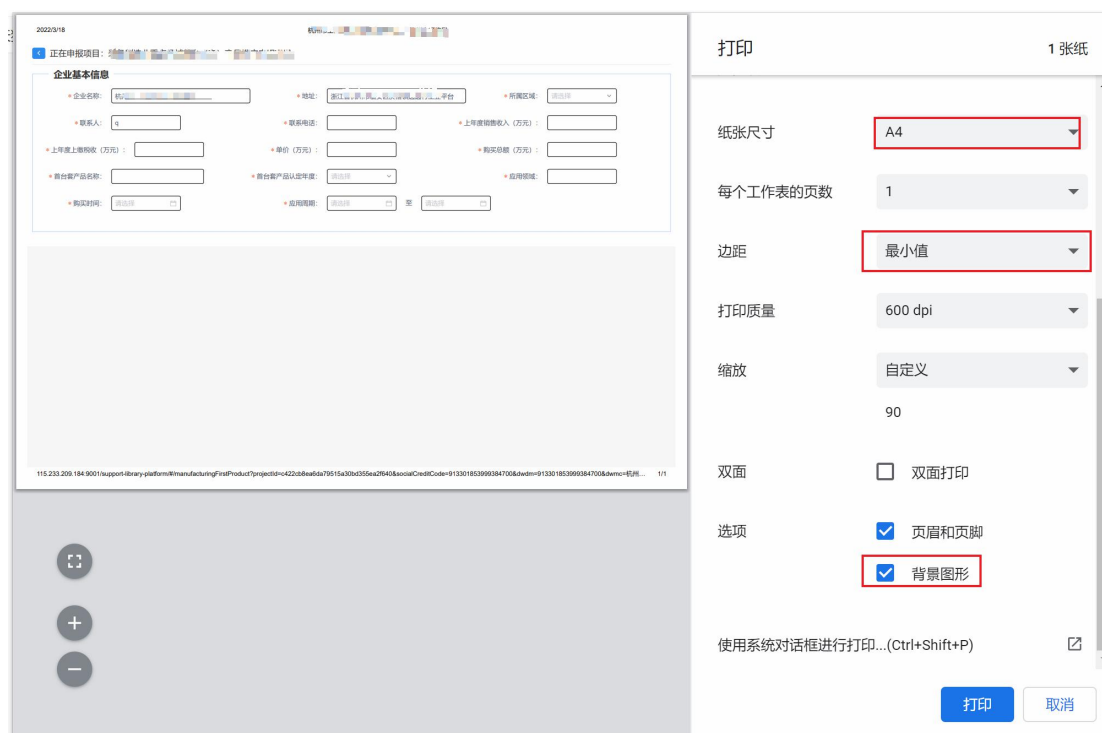 2022/3/18
正在申报项目：
企业基本信息
* 企业名称： 杭 * 地址： 浙江 平台 * 所属区域： 请选择
* 联系人： q * 联系电话： * 上年度销售收入（万元）：
* 上年度上缴税收（万元）： * 单价（万元）： * 购买总额（万元）：
* 首台套产品名称： * 首台套产品认定年度： 请选择 * 应用领域：
* 购买时间： 请选择 * 应用周期： 请选择 至 请选择
115.233.209.184:9001/support-library-platform/#/manufacturingFirstProduct?projectId=c422cb8ea6da79515a30bd355ea2f640&socialCreditCode=913301853999384700&dwdm=913301853999384700&dwmc=杭州... 1/1
打印 1 张纸
纸张尺寸 A4
每个工作表的页数 1
边距 最小值
打印质量 600 dpi
缩放 自定义
90
双面 双面打印
选项 页眉和页脚
背景图形
使用系统对话框进行打印...(Ctrl+Shift+P)
打印 取消